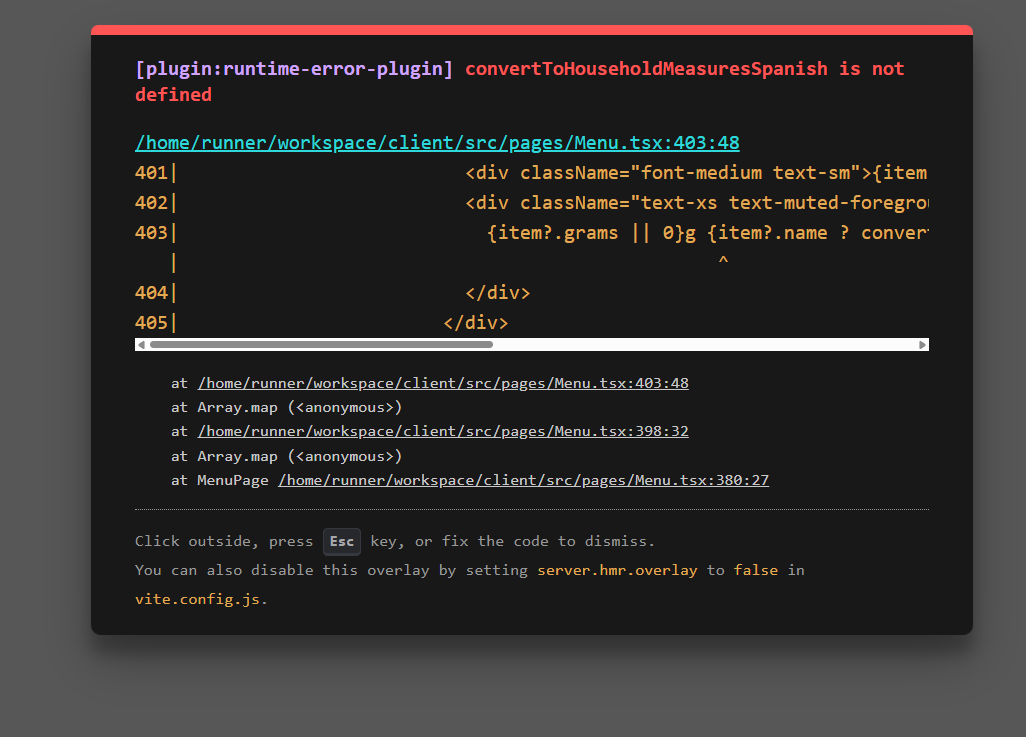 [plugin:runtime-error-plugin] convertToHouseholdMeasuresSpanish is not
defined
/home/runner/workspace/client/src/pages/Menu.tsx:403:48
401|                          <div className="font-medium text-sm">{item
402|                          <div className="text-xs text-muted-foregrou
403|                            {item?.grams || 0}g {item?.name ? conver
   |                                                 ^
404|                          </div>
405|                        </div>
at /home/runner/workspace/client/src/pages/Menu.tsx:403:48
at Array.map (<anonymous>)
at /home/runner/workspace/client/src/pages/Menu.tsx:398:32
at Array.map (<anonymous>)
at MenuPage /home/runner/workspace/client/src/pages/Menu.tsx:380:27
Click outside, press Esc key, or fix the code to dismiss.
You can also disable this overlay by setting server.hmr.overlay to false in
vite.config.js.